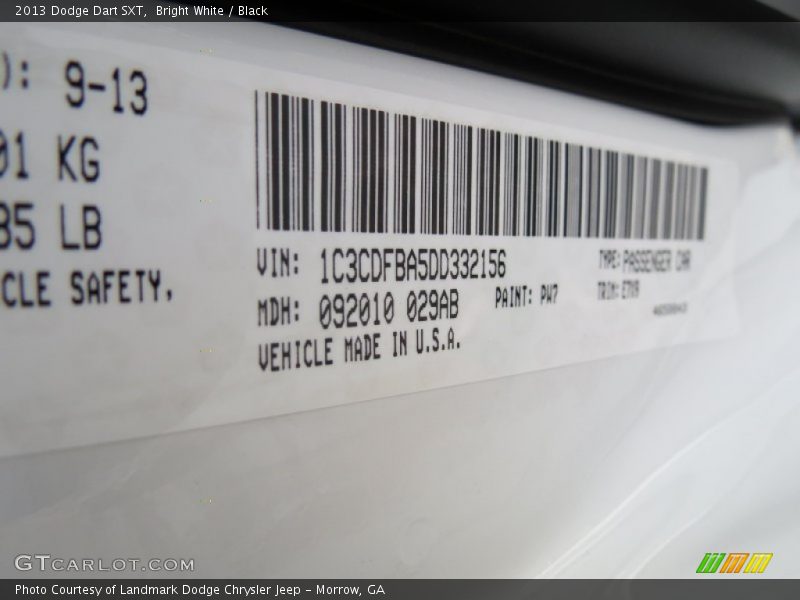 2013 Dodge Dart SXT, Bright White / Black
): 9-13
01 KG
85 LB
CLE SAFETY,
VIN: 1C3CDFBA5DD332156
TYPE: PASSENGER CAR
MDH: 092010 029AB
PAINT: PW7
TRIM:
VEHICLE MADE IN U.S.A.
GTCARLOT.COM
Photo Courtesy of Landmark Dodge Chrysler Jeep – Morrow, GA